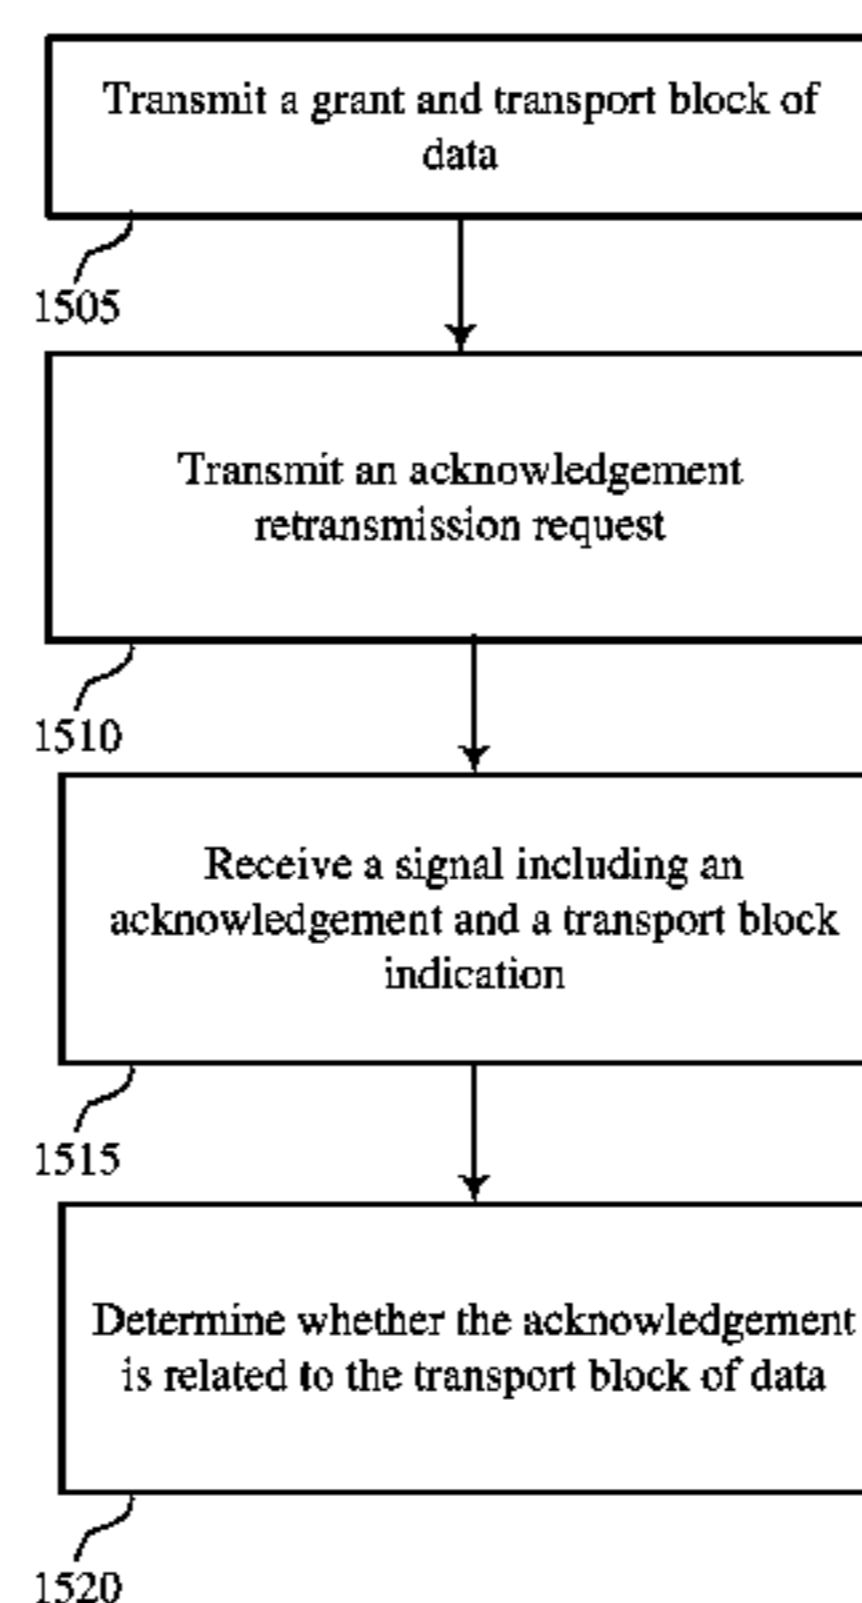 Transmit a grant and transport block of
data
1505
Transmit an acknowledgement
retransmission request
1510
Receive a signal including an
acknowledgement and a transport block
indication
1515
Determine whether the acknowledgement
is related to the transport block of data
1520